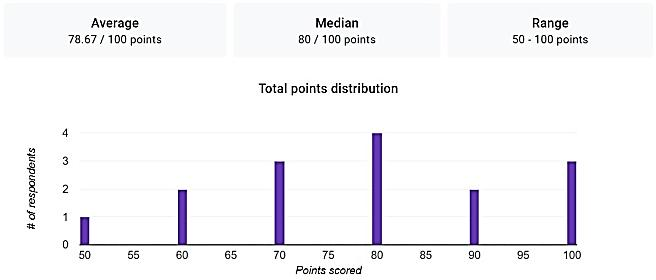 Average
78.67 / 100 points
Median
80 / 100 points
Range
50 - 100 points
Total points distribution
# of respondents
4
3
2
1
0
50 55 60 65 70 75 80 85 90 95 100
Points scored